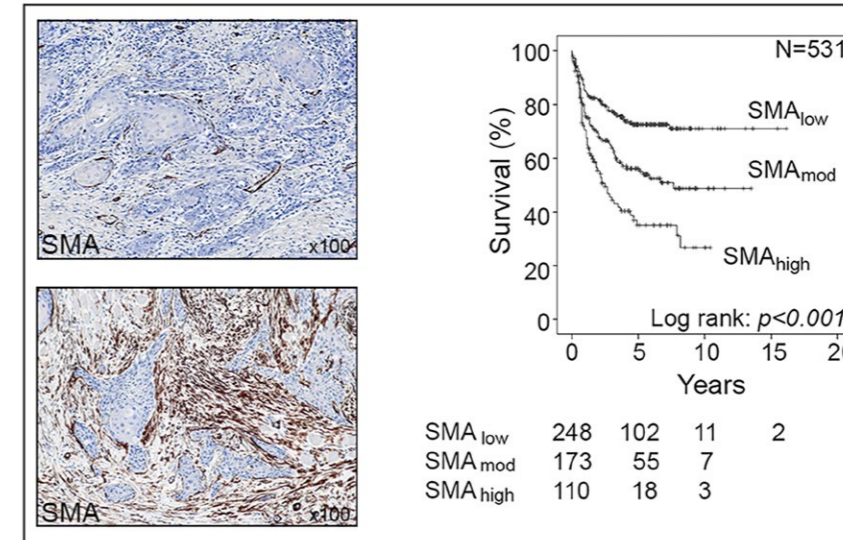 SMA x100
SMA x100
N=531
Survival (%)
100
80
60
40
20
0
SMAlow
SMAmod
SMAhigh
Log rank: p<0.001
0 5 10 15
Years
SMA low 248 102 11 2
SMA mod 173 55 7
SMA high 110 18 3